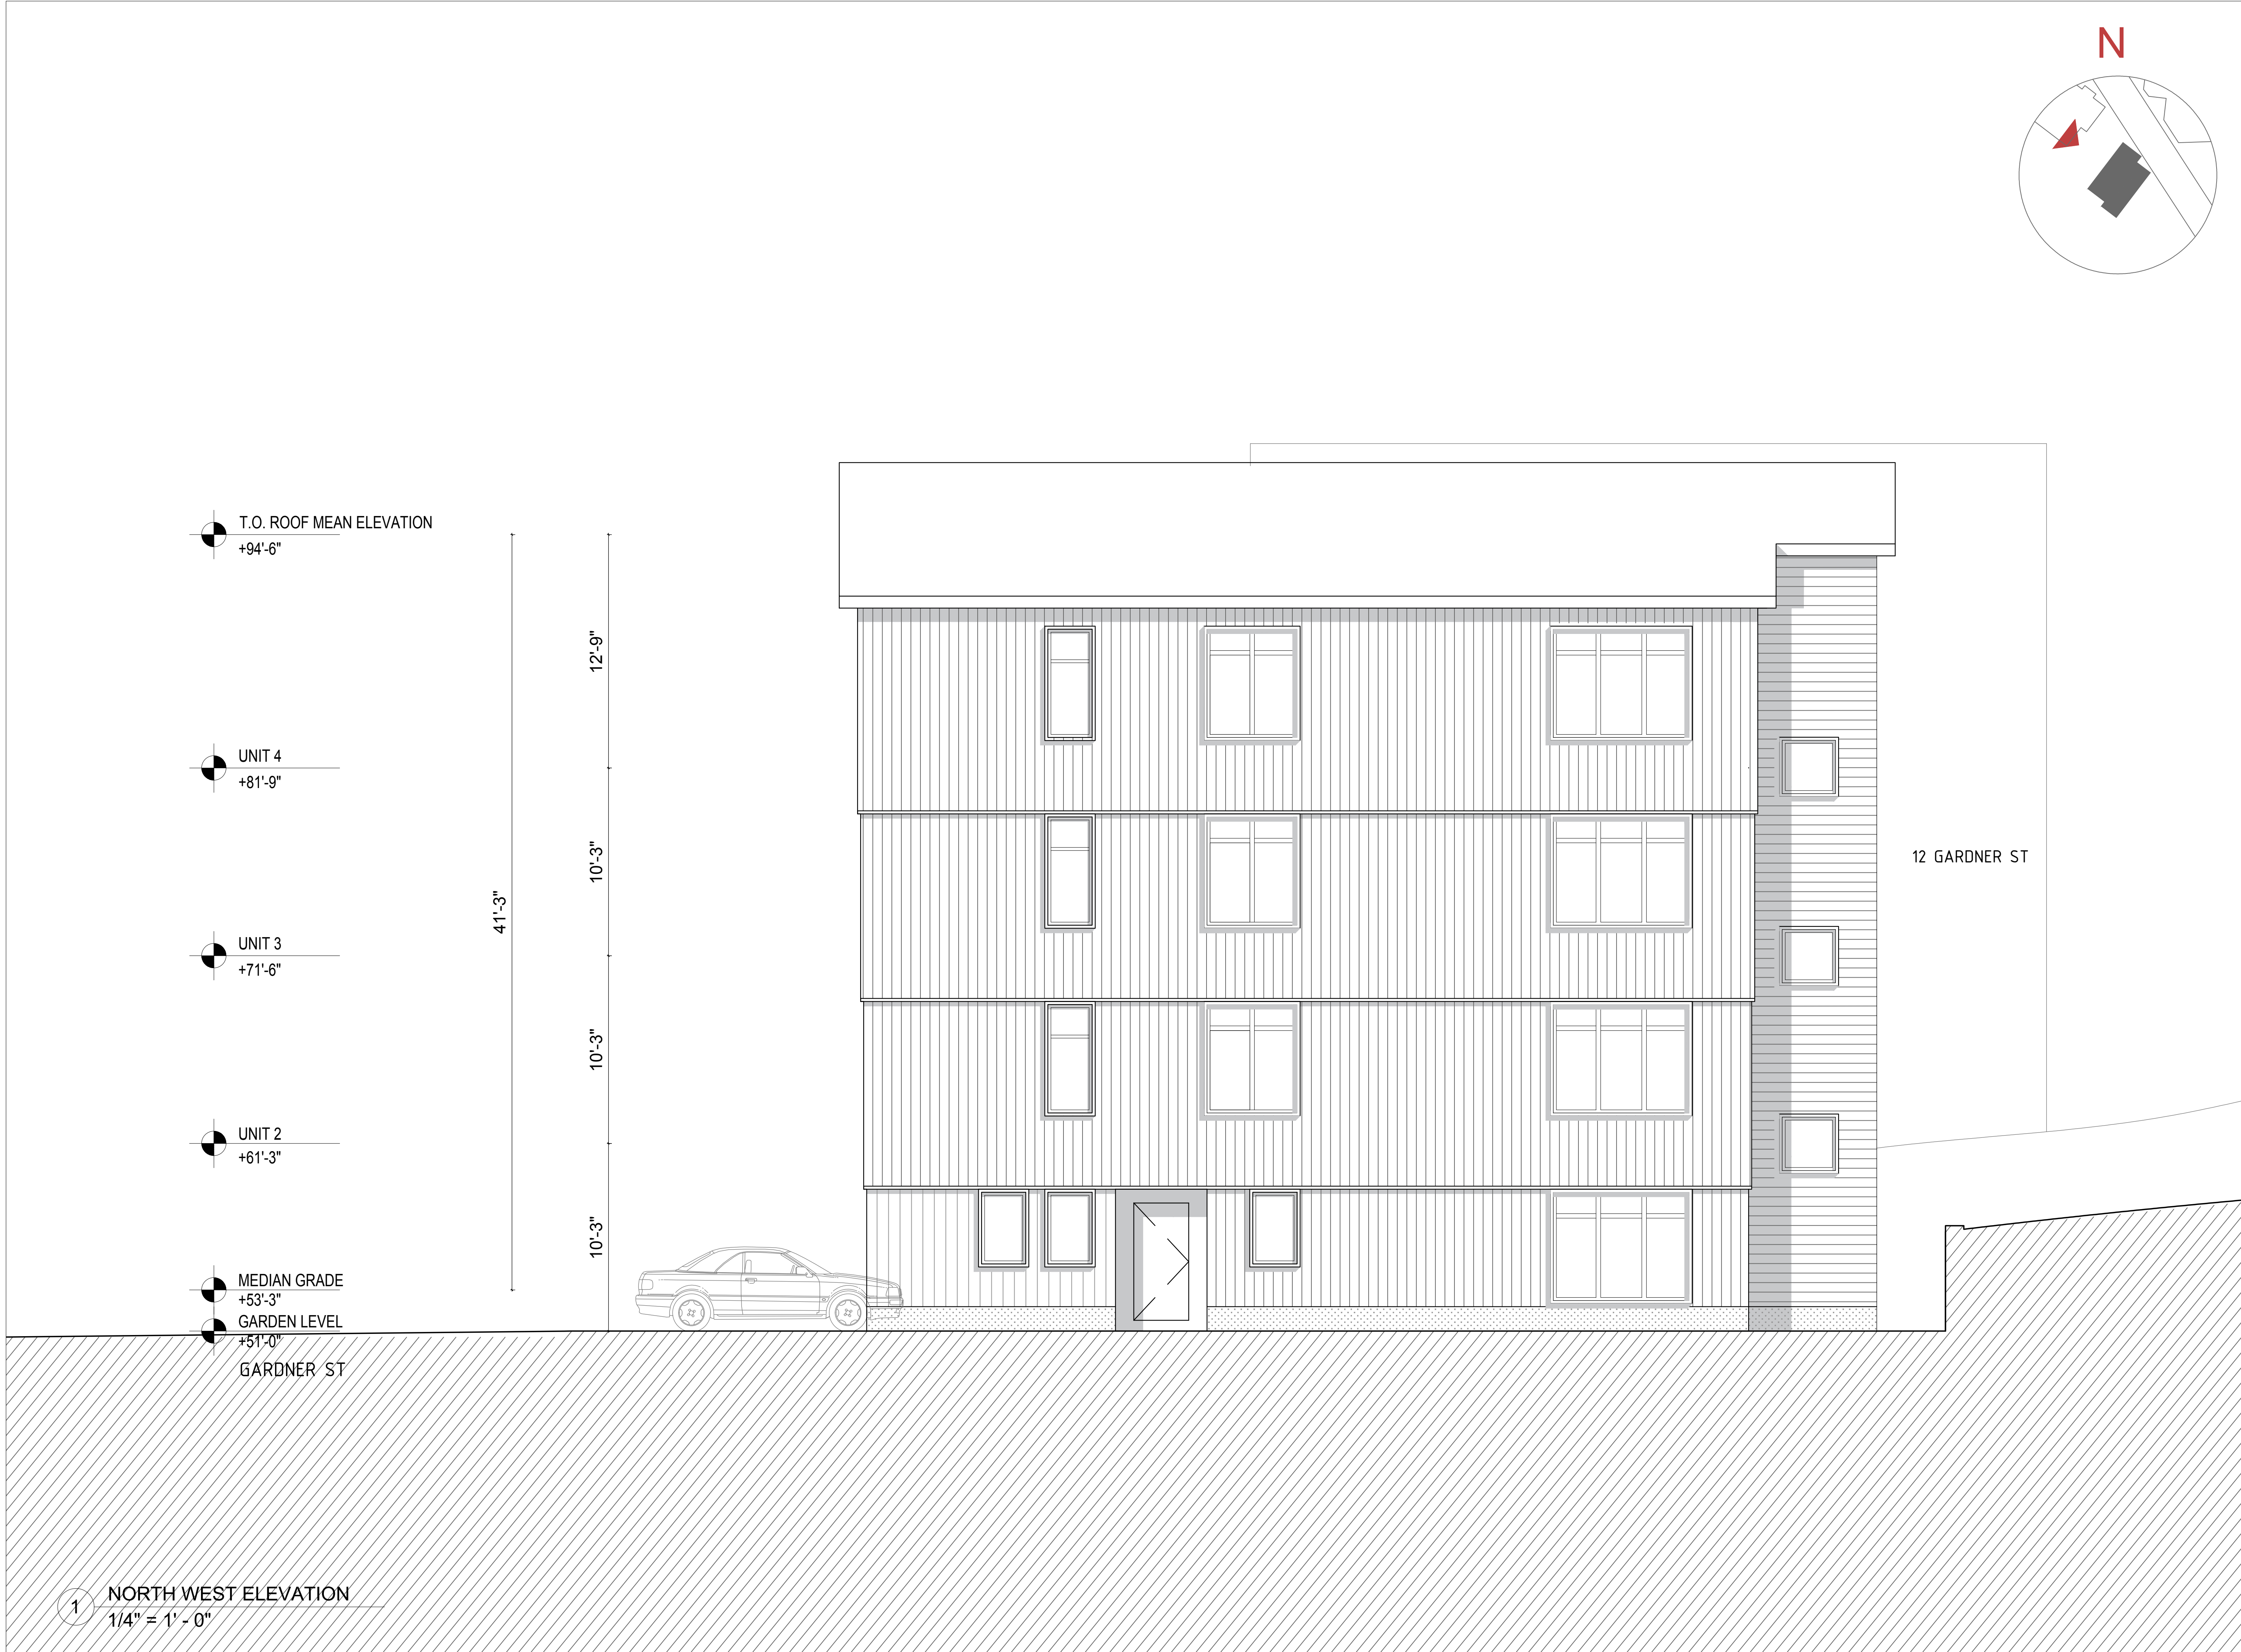 N
T.O. ROOF MEAN ELEVATION
+94'-6"
12'-9"
UNIT 4
+81'-9"
10'-3"
12 GARDNER ST
41'-3"
UNIT 3
+71'-6"
10'-3"
UNIT 2
+61'-3"
10'-3"
MEDIAN GRADE
+53'-3"
GARDEN LEVEL
+51'-0"
GARDNER ST
1
NORTH WEST ELEVATION
1/4" = 1' - 0"